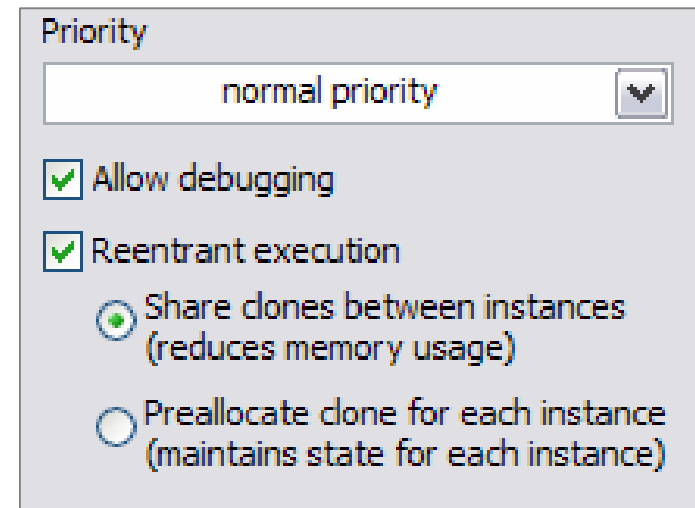 Priority
normal priority
Allow debugging
Reentrant execution
Share clones between instances
(reduces memory usage)
Preallocate clone for each instance
(maintains state for each instance)